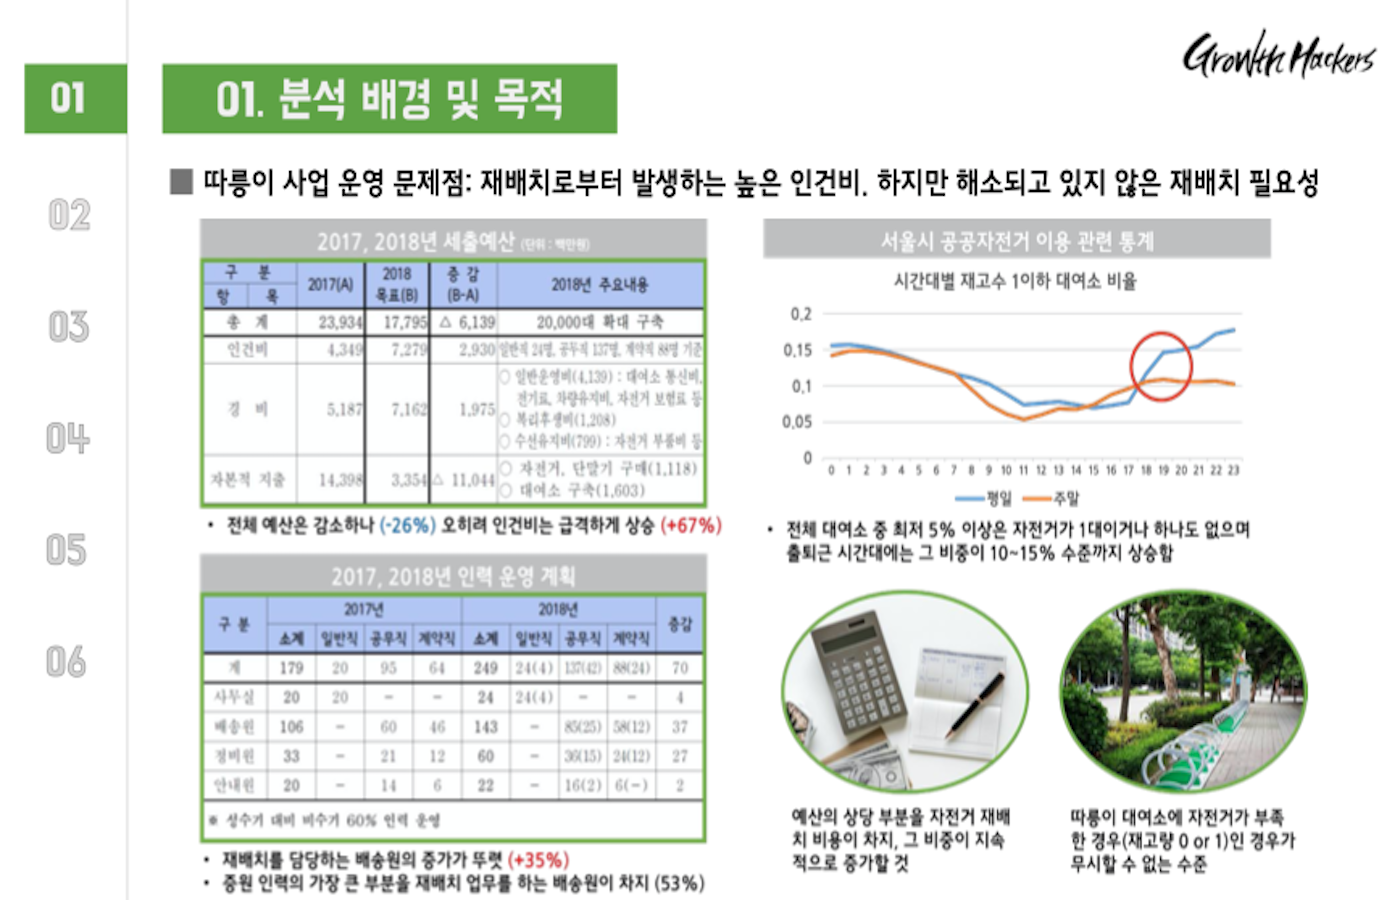 Growth Hackers
01
02
03
04
05
06
01. 분석 배경 및 목적
■ 따릉이 사업 운영 문제점: 재배치로부터 발생하는 높은 인건비. 하지만 해소되고 있지 않은 재배치 필요성
2017, 2018년 세출예산 (단위 : 백만원)
구 분 2017(A) 2018 목표(B) 증 감 (B-A) 2018년 주요내용
항 목
총 계 23,934 17,795 △ 6,139 20,000대 확대 구축
인건비 4,349 7,279 2,930 일반직 24명, 공무직 137명, 계약직 88명 기준
경 비 5,187 7,162 1,975
○ 일반운영비(4,139) : 대여소 통신비,
전기료, 차량유지비, 자전거 보험료 등
○ 복리후생비(1,208)
○ 수선유지비(799) : 자전거 부품비 등
자본적 지출 14,398 3,354 △ 11,044
○ 자전거, 단말기 구매(1,118)
○ 대여소 구축(1,603)
• 전체 예산은 감소하나 (-26%) 오히려 인건비는 급격하게 상승 (+67%)
2017, 2018년 인력 운영 계획
구 분 2017년 2018년 증감
소계 일반직 공무직 계약직 소계 일반직 공무직 계약직
계 179 20 95 64 249 24(4) 137(42) 88(24) 70
사무실 20 20 - - 24 24(4) - - 4
배송원 106 - 60 46 143 - 85(25) 58(12) 37
정비원 33 - 21 12 60 - 36(15) 24(12) 27
안내원 20 - 14 6 22 - 16(2) 6(-) 2
※ 성수기 대비 비수기 60% 인력 운영
• 재배치를 담당하는 배송원의 증가가 뚜렷 (+35%)
• 증원 인력의 가장 큰 부분을 재배치 업무를 하는 배송원이 차지 (53%)
서울시 공공자전거 이용 관련 통계
시간대별 재고수 1이하 대여소 비율
0,2
0,15
0,1
0,05
0
0 1 2 3 4 5 6 7 8 9 10 11 12 13 14 15 16 17 18 19 20 21 22 23
평일 주말
• 전체 대여소 중 최저 5% 이상은 자전거가 1대이거나 하나도 없으며
출퇴근 시간대에는 그 비중이 10~15% 수준까지 상승함
예산의 상당 부분을 자전거 재배
치 비용이 차지, 그 비중이 지속
적으로 증가할 것
따릉이 대여소에 자전거가 부족
한 경우(재고량 0 or 1)인 경우가
무시할 수 없는 수준